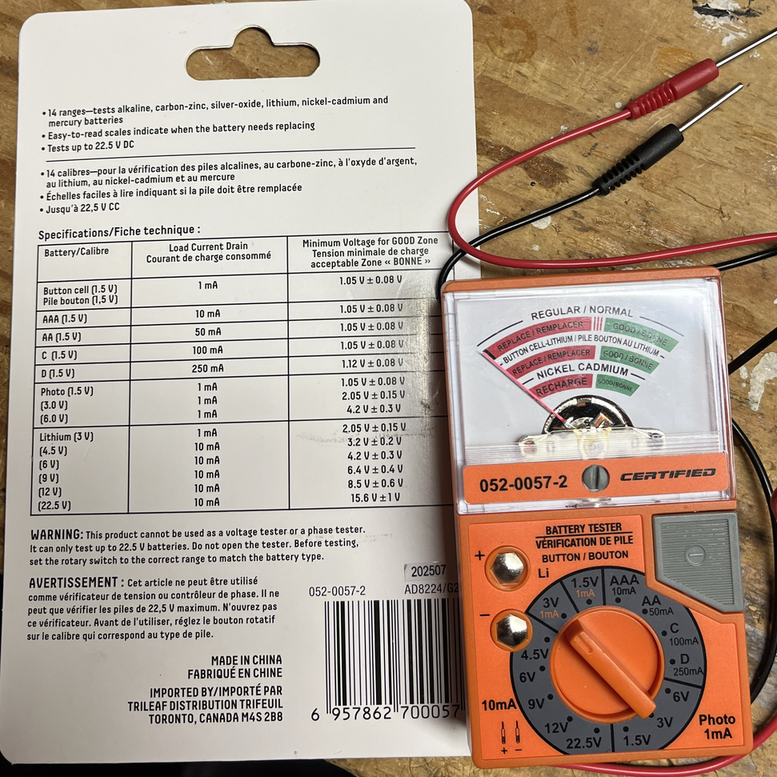 • 14 ranges—tests alkaline, carbon-zinc, silver-oxide, lithium, nickel-cadmium and
mercury batteries
• Easy-to-read scales indicate when the battery needs replacing
• Tests up to 22.5 V DC
• 14 calibres—pour la vérification des piles alcalines, au carbone-zinc, à l'oxyde d'argent,
au lithium, au nickel-cadmium et au mercure
• Échelles faciles à lire indiquant si la pile doit être remplacée
• Jusqu'à 22,5 V CC
Specifications/Fiche technique :
Battery/Calibre
Load Current Drain
Courant de charge consommé
Minimum Voltage for GOOD Zone
Tension minimale de charge
acceptable Zone « BONNE »
Button cell (1.5 V) 1 mA 1.05 V ± 0.08 V
Pile bouton (1,5 V)
AAA (1.5 V) 10 mA 1.05 V ± 0.08 V
AA (1.5 V) 50 mA 1.05 V ± 0.08 V
C (1.5 V) 100 mA 1.05 V ± 0.08 V
D (1.5 V) 250 mA 1.12 V ± 0.08 V
Photo (1.5 V) 1 mA 1.05 V ± 0.08 V
(3.0 V) 1 mA 2.05 V ± 0.15 V
(6.0 V) 1 mA 4.2 V ± 0.3 V
Lithium (3 V) 1 mA 2.05 V ± 0.15 V
(4.5 V) 10 mA 3.2 V ± 0.2 V
(6 V) 10 mA 4.2 V ± 0.3 V
(9 V) 10 mA 6.4 V ± 0.4 V
(12 V) 10 mA 8.5 V ± 0.6 V
(22.5 V) 10 mA 15.6 V ± 1 V
WARNING: This product cannot be used as a voltage tester or a phase tester.
It can only test up to 22.5 V batteries. Do not open the tester. Before testing,
set the rotary switch to the correct range to match the battery type.
AVERTISSEMENT : Cet article ne peut être utilisé
comme vérificateur de tension ou contrôleur de phase. Il ne
peut que vérifier les piles de 22,5 V maximum. N'ouvrez pas
ce vérificateur. Avant de l'utiliser, réglez le bouton rotatif
sur le calibre qui correspond au type de pile.
MADE IN CHINA
FABRIQUÉ EN CHINE
IMPORTED BY/IMPORTÉ PAR
TRILEAF DISTRIBUTION TRIFEUIL
TORONTO, CANADA M4S 2B8
202507
052-0057-2 AD8224/G2
6 957862 700057
REGULAR / NORMAL
REPLACE / REMPLACER GOOD / BONNE
BUTTON CELL-LITHIUM / PILE BOUTON AU LITHIUM
REPLACE / REMPLACER GOOD / BONNE
NICKEL CADMIUM
RECHARGE GOOD/BONNE
052-0057-2 CERTIFIED
BATTERY TESTER
VÉRIFICATION DE PILE
BUTTON / BOUTON
+
Li
−
1.5V 1mA
AAA 10mA
AA 50mA
C 100mA
D 250mA
6V
3V
1.5V
Photo
1mA
3V 1mA
4.5V
6V
9V
12V
22.5V
10mA
+ −